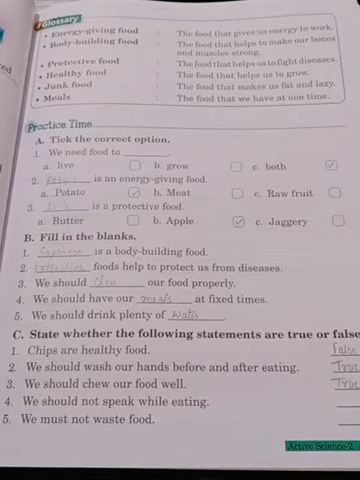 Glossary
• Energy-giving food : The food that gives us energy to work.
• Body-building food : The food that helps to make our bones
and muscles strong.
• Protective food : The food that helps us to fight diseases.
• Healthy food : The food that helps us to grow.
• Junk food : The food that makes us fat and lazy.
• Meals : The food that we have at one time.
Practice Time
A. Tick the correct option.
1. We need food to ________.
a. live b. grow c. both ✓
2. ________ is an energy-giving food.
a. Potato ✓ b. Meat c. Raw fruit
3. ________ is a protective food.
a. Butter b. Apple ✓ c. Jaggery
B. Fill in the blanks.
1. ________ is a body-building food.
2. protective foods help to protect us from diseases.
3. We should chew our food properly.
4. We should have our meals at fixed times.
5. We should drink plenty of water.
C. State whether the following statements are true or false
1. Chips are healthy food. False
2. We should wash our hands before and after eating. True
3. We should chew our food well. True
4. We should not speak while eating.
5. We must not waste food.
Active Science-2